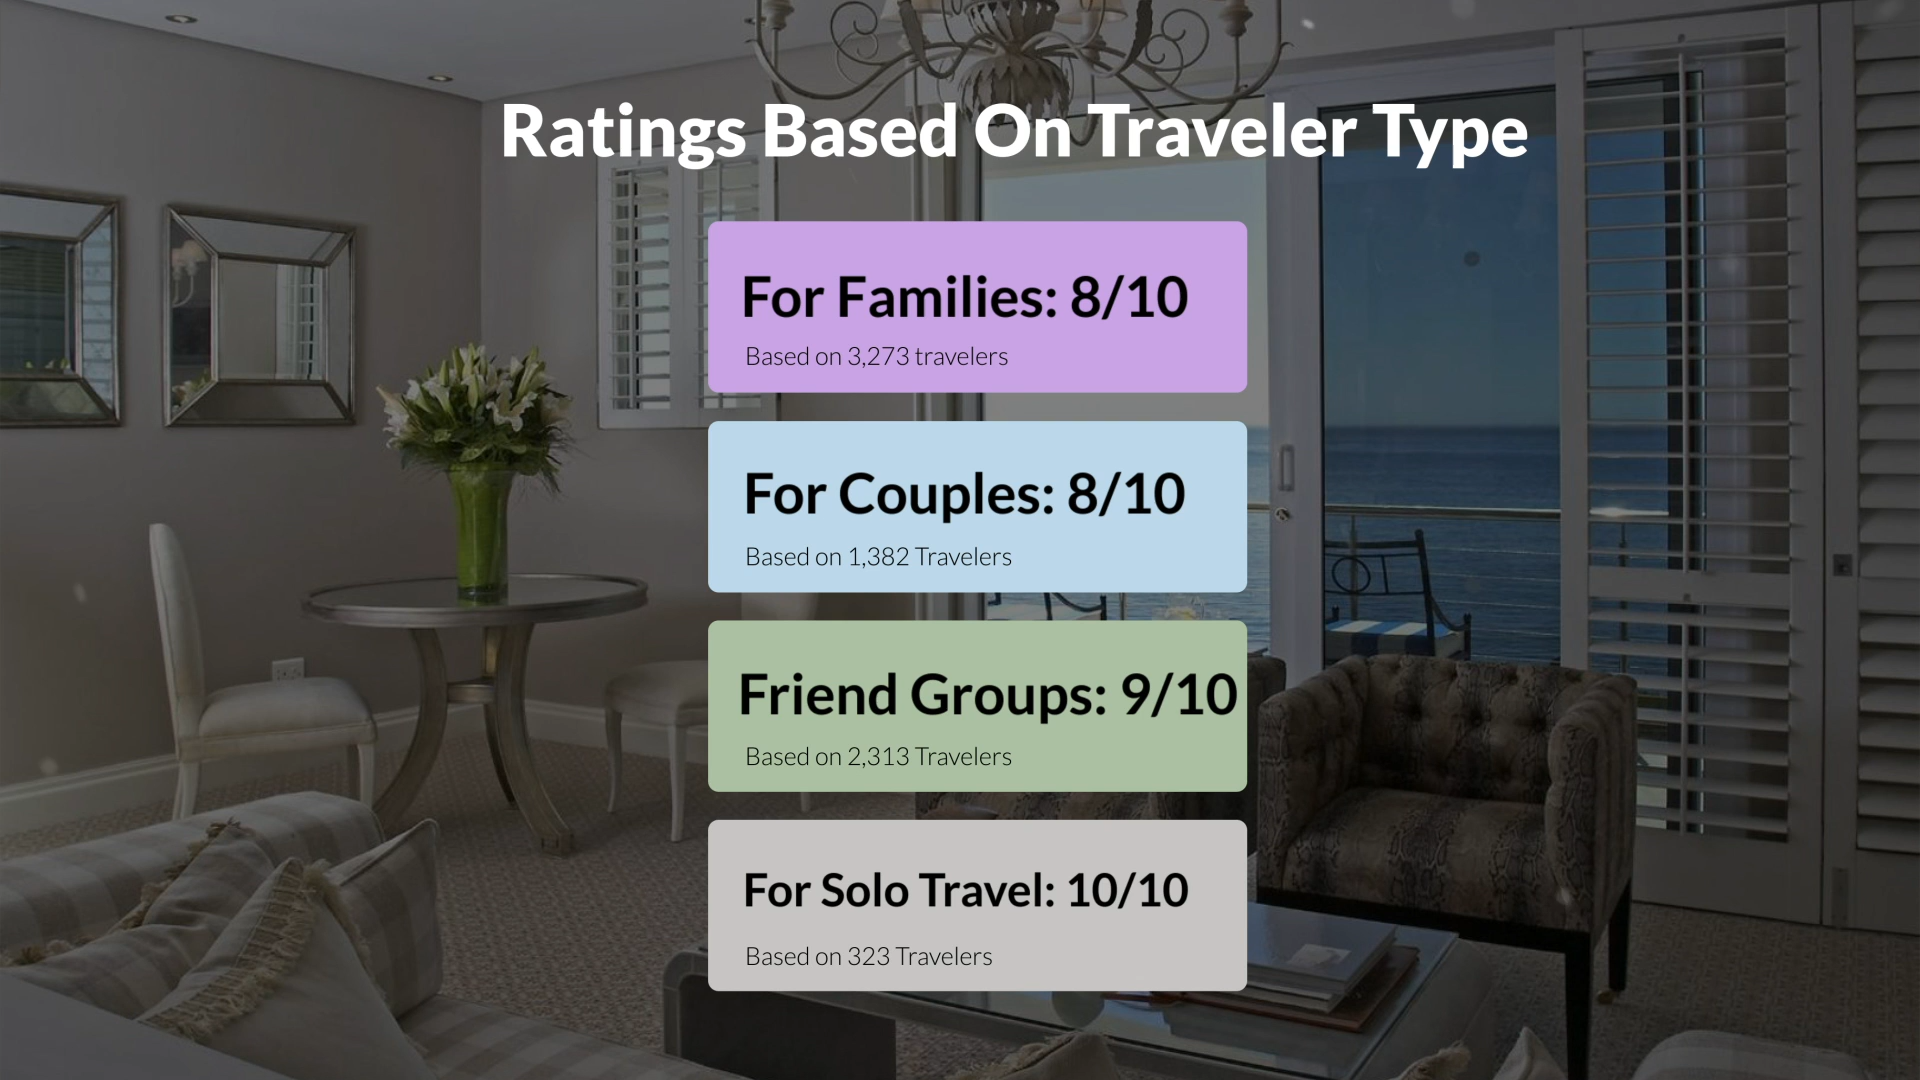 Ratings Based On Traveler Type
For Families: 8/10
Based on 3,273 travelers
For Couples: 8/10
Based on 1,382 Travelers
Friend Groups: 9/10
Based on 2,313 Travelers
For Solo Travel: 10/10
Based on 323 Travelers